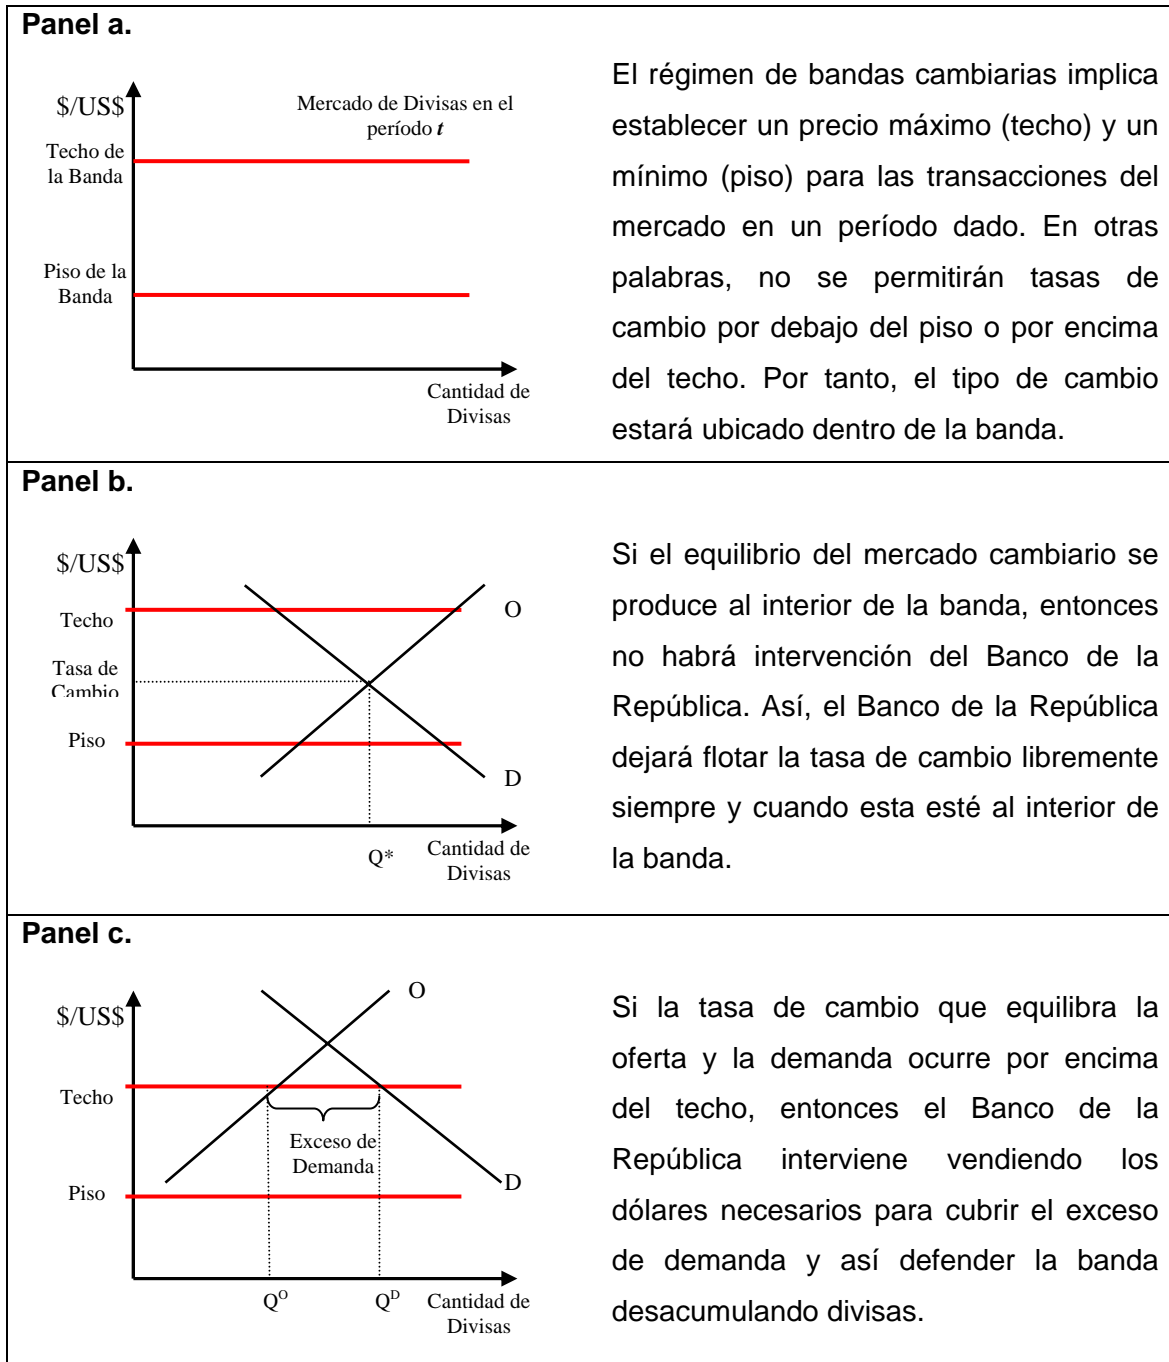 Panel a.
$/US$
Mercado de Divisas en el
período t
Techo de
la Banda
Piso de la
Banda
Cantidad de
Divisas
El régimen de bandas cambiarias implica
establecer un precio máximo (techo) y un
mínimo (piso) para las transacciones del
mercado en un período dado. En otras
palabras, no se permitirán tasas de
cambio por debajo del piso o por encima
del techo. Por tanto, el tipo de cambio
estará ubicado dentro de la banda.
Panel b.
$/US$
Techo
O
Tasa de
Cambio
Piso
D
Q*
Cantidad de
Divisas
Si el equilibrio del mercado cambiario se
produce al interior de la banda, entonces
no habrá intervención del Banco de la
República. Así, el Banco de la República
dejará flotar la tasa de cambio libremente
siempre y cuando esta esté al interior de
la banda.
Panel c.
O
$/US$
Techo
Exceso de
Demanda
Piso
D
Q^O Q^D Cantidad de
Divisas
Si la tasa de cambio que equilibra la
oferta y la demanda ocurre por encima
del techo, entonces el Banco de la
República interviene vendiendo los
dólares necesarios para cubrir el exceso
de demanda y así defender la banda
desacumulando divisas.